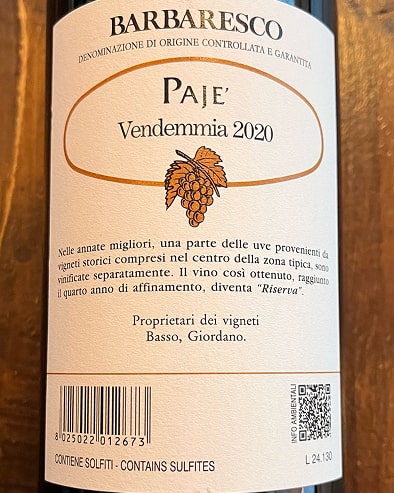 BARBARESCO
DENOMINAZIONE DI ORIGINE CONTROLLATA E GARANTITA
PAJE'
Vendemmia 2020
Nelle annate migliori, una parte delle uve provenienti da
vigneti storici compresi nel centro della zona tipica, sono
vinificate separatamente. Il vino così ottenuto, raggiunto
il quarto anno di affinamento, diventa "Riserva".
Proprietari dei vigneti
Basso, Giordano.
8 025022 012673
INFO AMBIENTALI
CONTIENE SOLFITI - CONTAINS SULFITES
L 24.130